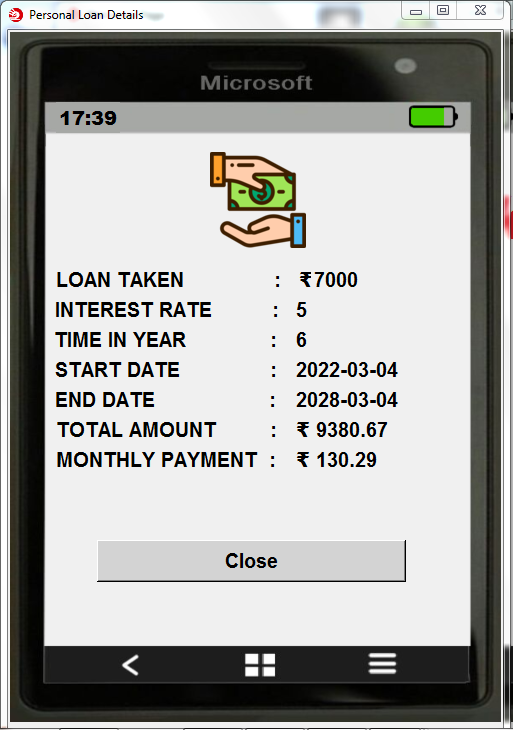 Personal Loan Details
Microsoft
17:39
LOAN TAKEN : ₹7000
INTEREST RATE : 5
TIME IN YEAR : 6
START DATE : 2022-03-04
END DATE : 2028-03-04
TOTAL AMOUNT : ₹ 9380.67
MONTHLY PAYMENT : ₹ 130.29
Close